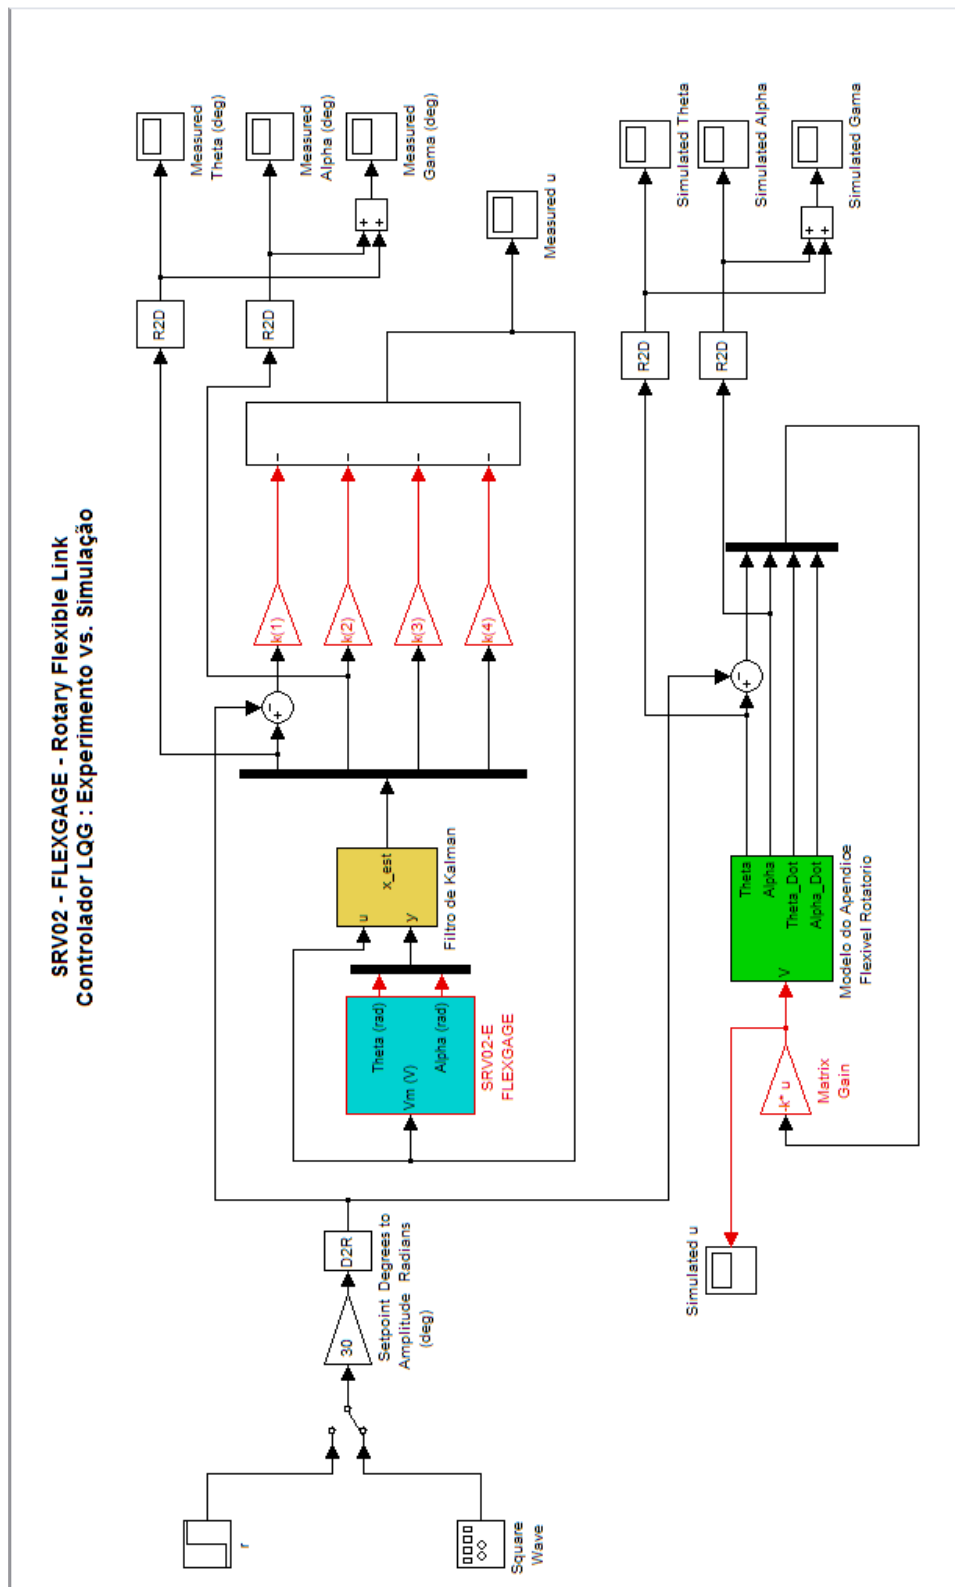 SRV02 - FLEXGAGE - Rotary Flexible Link
Controlador LQG : Experimento vs. Simulação
r
Square
Wave
30
Setpoint
Amplitude
(deg)
D2R
Degrees to
Radians
Vm (V)
Theta (rad)
Alpha (rad)
SRV02-E
FLEXGAGE
u
y
x_est
Filtro de Kalman
+
-
k(1)
k(2)
k(3)
k(4)
-
-
-
-
R2D
R2D
+
+
Measured
Theta (deg)
Measured
Alpha (deg)
Measured
Gama (deg)
Measured u
Simulated u
-k* u
Matrix
Gain
V
Theta
Alpha
Theta_Dot
Alpha_Dot
Modelo do Apendice
Flexivel Rotatorio
+
-
R2D
R2D
+
+
Simulated Theta
Simulated Alpha
Simulated Gama